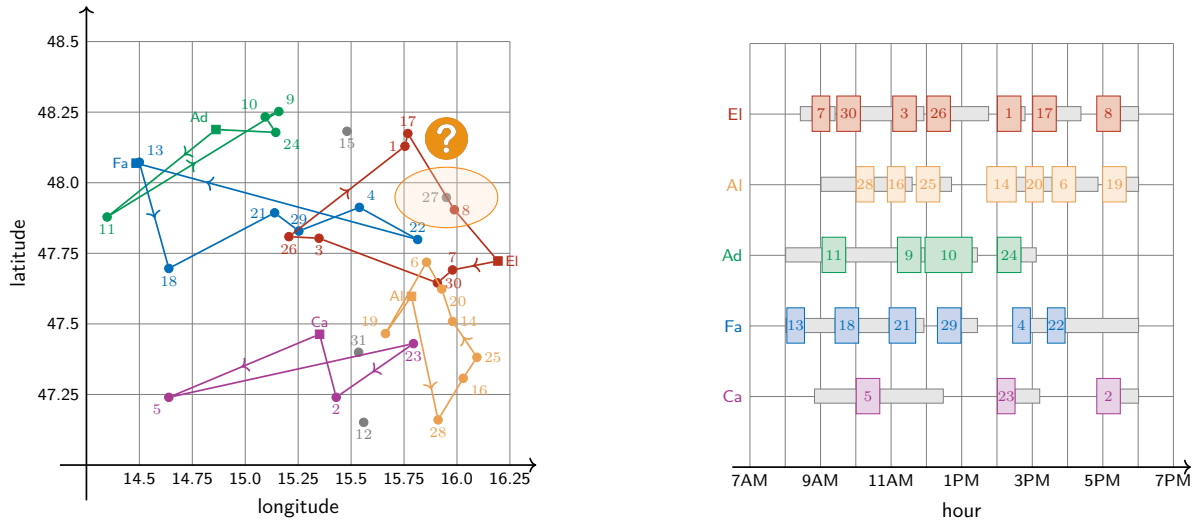 48.5
48.25
48.0
47.75
47.5
47.25
latitude
14.5 14.75 15.0 15.25 15.5 15.75 16.0 16.25
longitude
Ad
10
9
24
11
Fa
13
18
21
29
4
22
15
17
1
?
27
8
26
3
7
30
El
6
Al
20
19
14
25
16
28
Ca
31
23
5
2
12
El
7 30 3 26 1 17 8
Al
28 16 25 14 20 6 19
Ad
11 9 10 24
Fa
13 18 21 29 4 22
Ca
5 23 2
7AM 9AM 11AM 1PM 3PM 5PM 7PM
hour